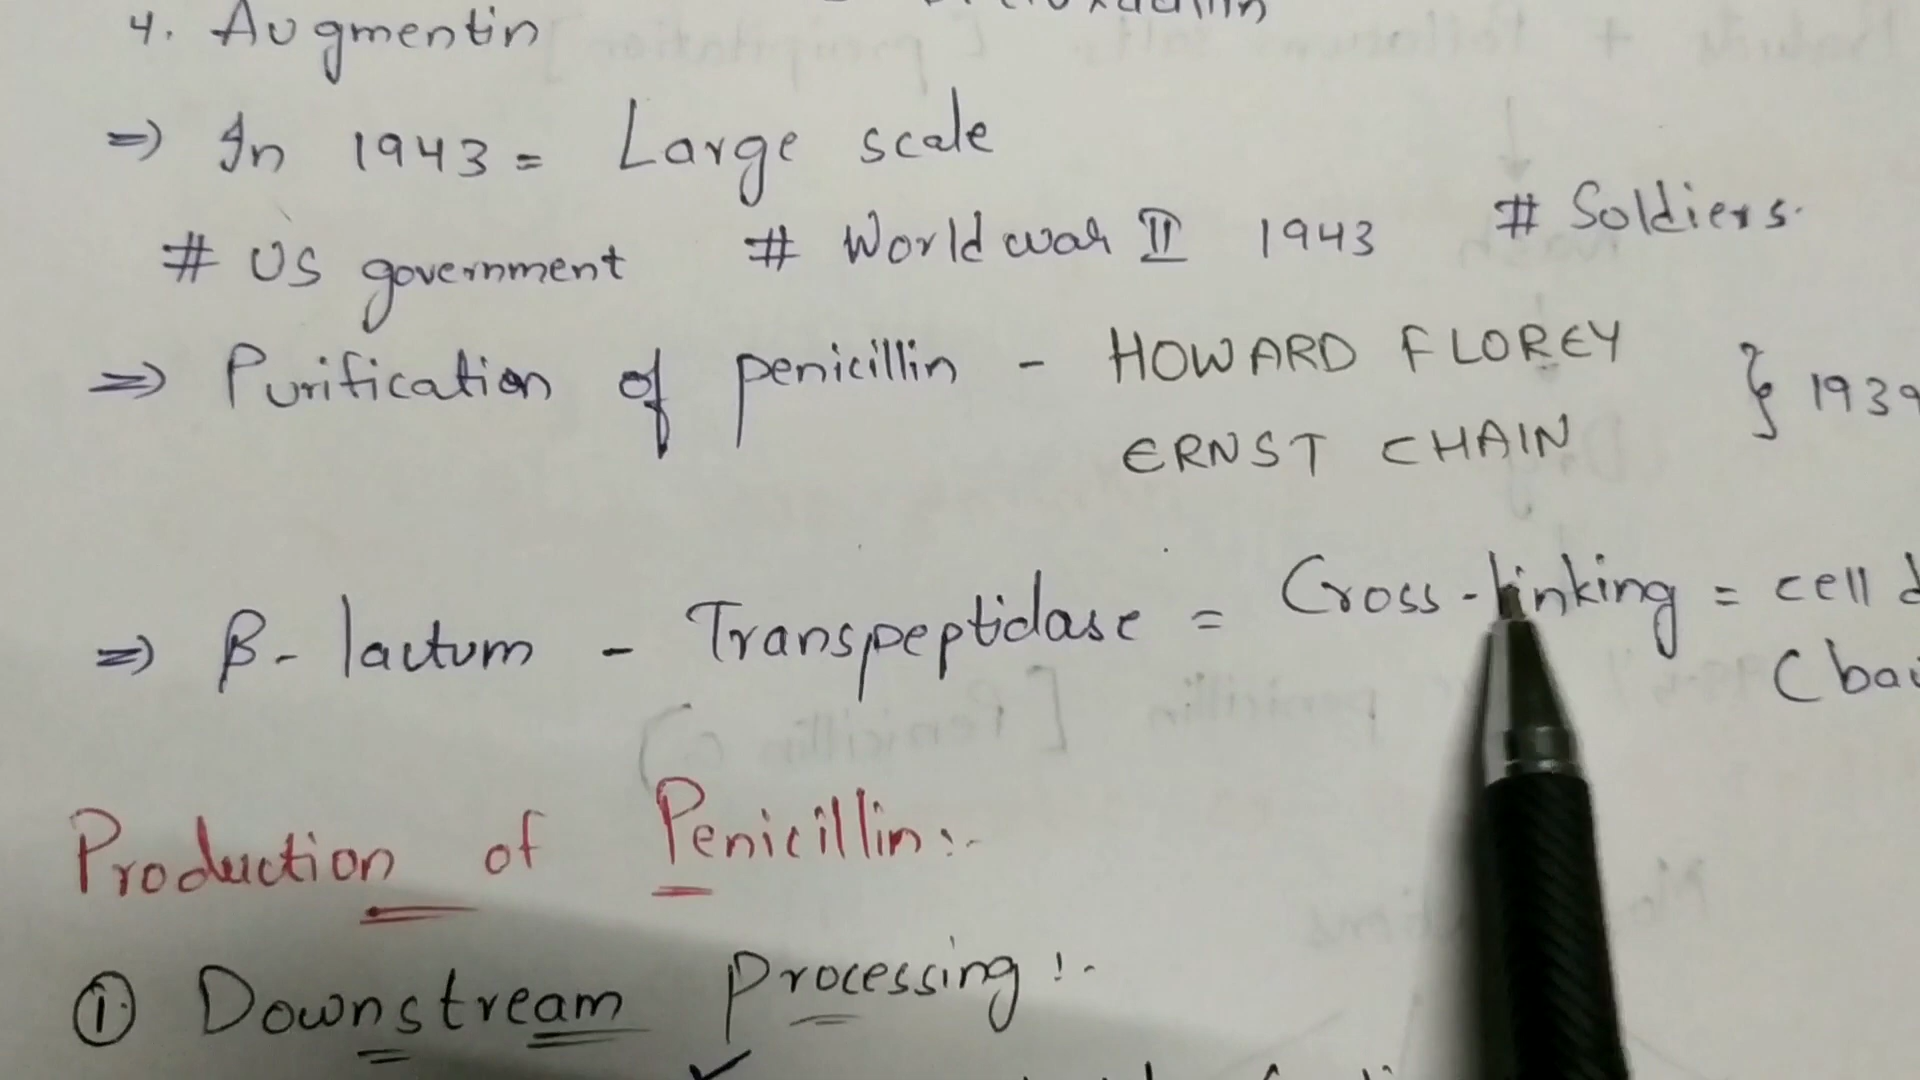 4. Augmentin
=> In 1943 = Large scale
# US government # World war II 1943 # Soldiers.
=> Purification of penicillin - HOWARD FLOREY } 1939
ERNST CHAIN
=> β- lactum - Transpeptidase = Cross-linking = cell
Production of Penicillin:-
① Downstream Processing :-